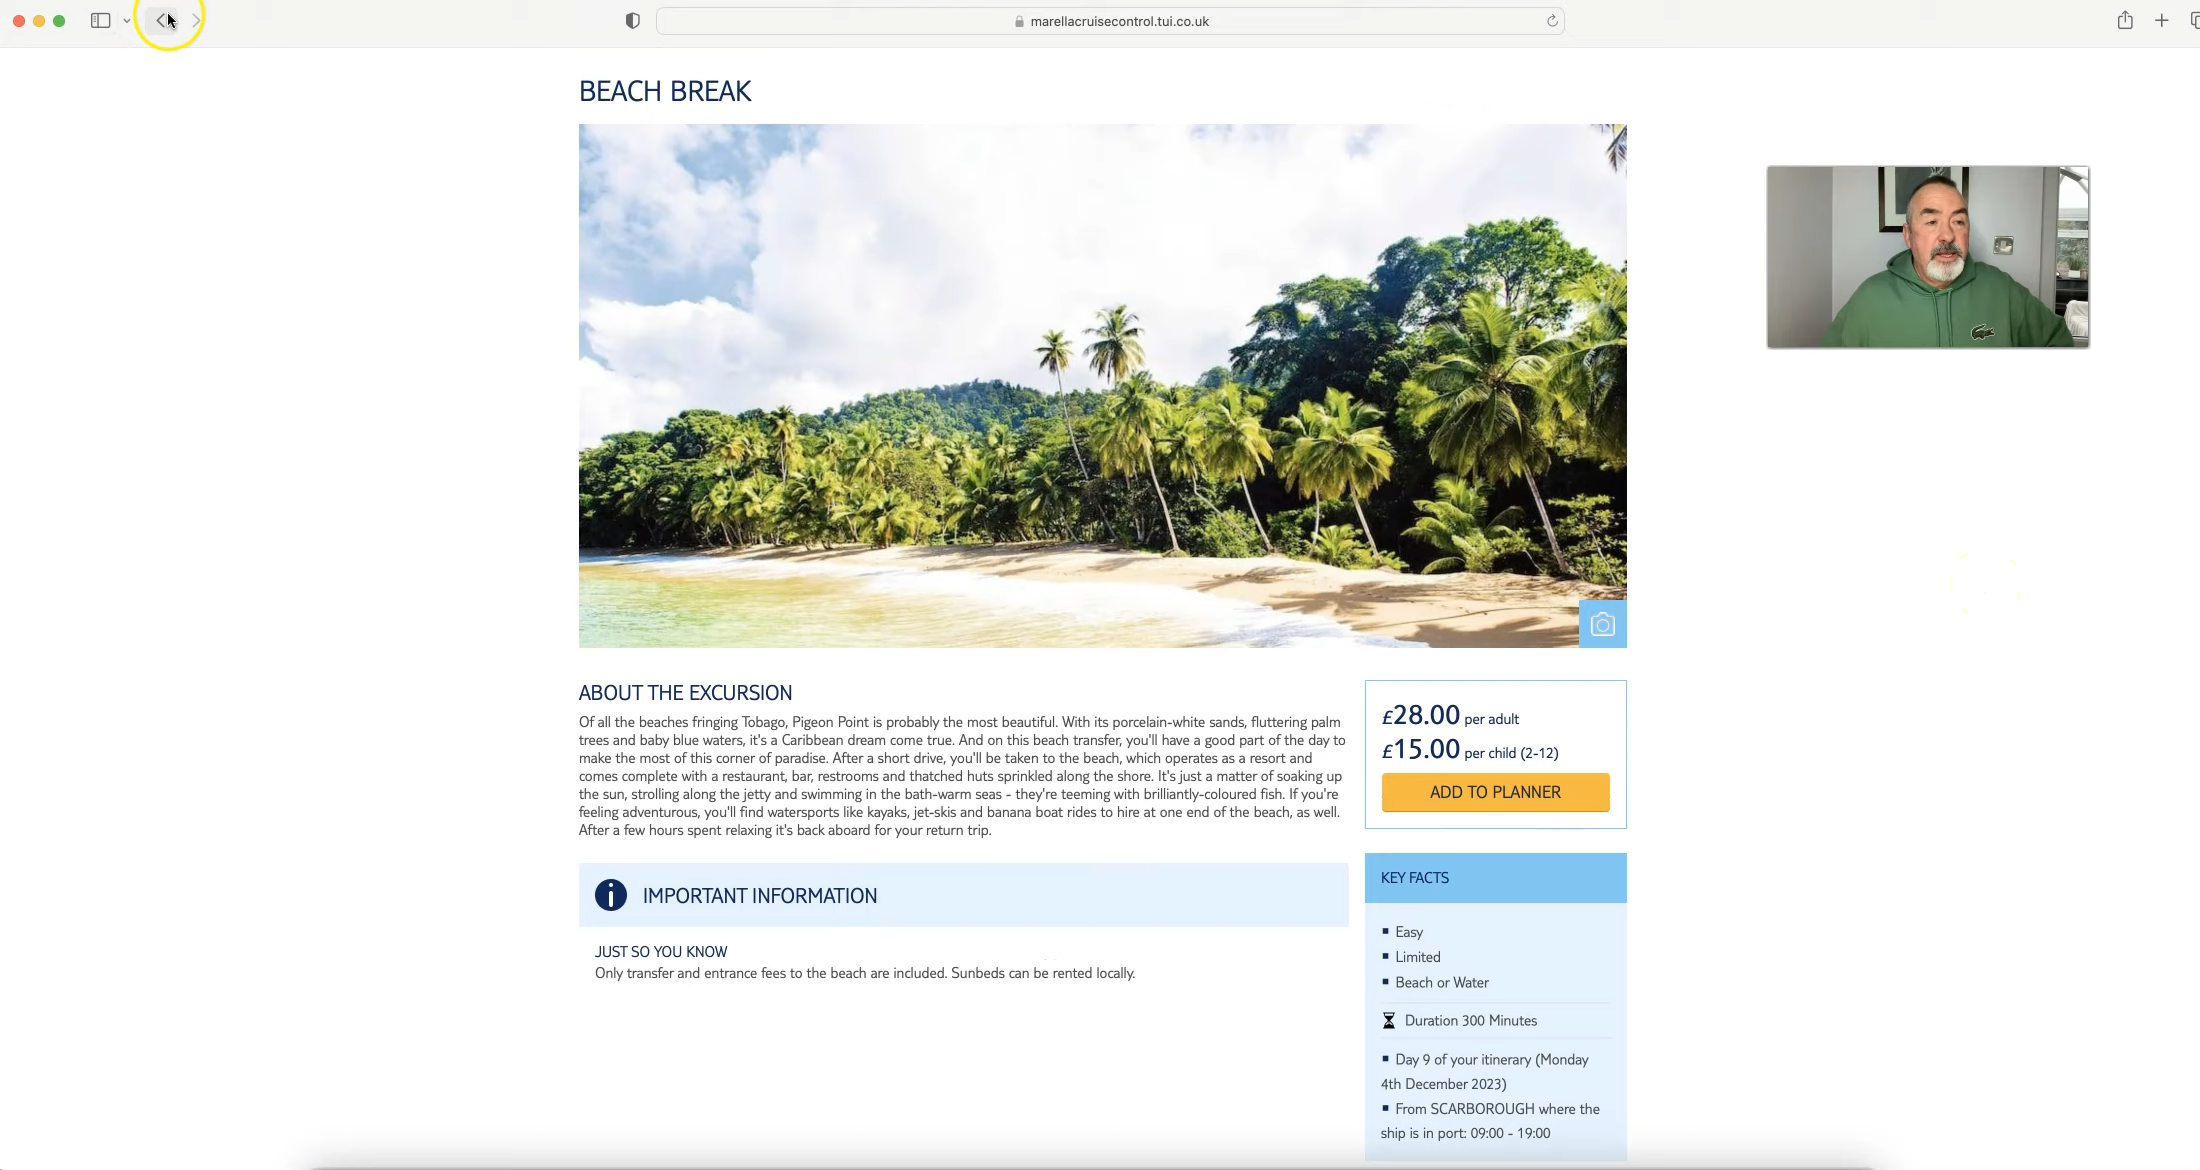 marellacruisecontrol.tui.co.uk
BEACH BREAK
ABOUT THE EXCURSION
Of all the beaches fringing Tobago, Pigeon Point is probably the most beautiful. With its porcelain-white sands, fluttering palm
trees and baby blue waters, it's a Caribbean dream come true. And on this beach transfer, you'll have a good part of the day to
make the most of this corner of paradise. After a short drive, you'll be taken to the beach, which operates as a resort and
comes complete with a restaurant, bar, restrooms and thatched huts sprinkled along the shore. It's just a matter of soaking up
the sun, strolling along the jetty and swimming in the bath-warm seas - they're teeming with brilliantly-coloured fish. If you're
feeling adventurous, you'll find watersports like kayaks, jet-skis and banana boat rides to hire at one end of the beach, as well.
After a few hours spent relaxing it's back aboard for your return trip.
IMPORTANT INFORMATION
JUST SO YOU KNOW
Only transfer and entrance fees to the beach are included. Sunbeds can be rented locally.
£28.00 per adult
£15.00 per child (2-12)
ADD TO PLANNER
KEY FACTS
Easy
Limited
Beach or Water
Duration 300 Minutes
Day 9 of your itinerary (Monday
4th December 2023)
From SCARBOROUGH where the
ship is in port: 09:00 - 19:00